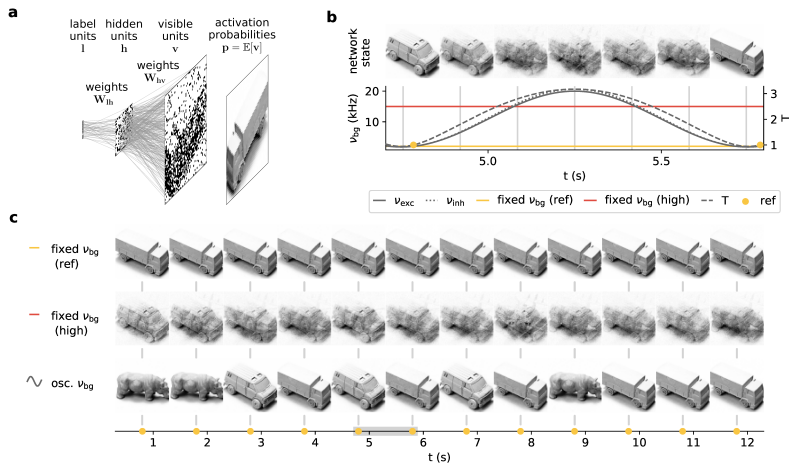 a
label units l
hidden units h
visible units v
activation probabilities p = E[v]
weights W_hv
weights W_lh
b
network state
ν_bg (kHz)
20
10
3
2
1
T
5.0
5.5
t (s)
ν_exc
ν_inh
fixed ν_bg (ref)
fixed ν_bg (high)
T
ref
c
fixed ν_bg (ref)
fixed ν_bg (high)
osc. ν_bg
1 2 3 4 5 6 7 8 9 10 11 12
t (s)